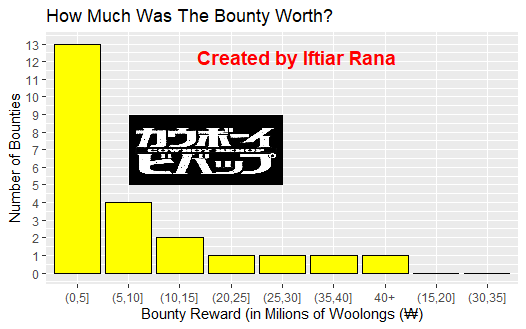 How Much Was The Bounty Worth?
Created by Iftiar Rana
カウボーイ
COWBOY BEBOP
ビバップ
Number of Bounties
13
12
11
10
9
8
7
6
5
4
3
2
1
0
(0,5] (5,10] (10,15] (20,25] (25,30] (35,40] 40+ (15,20] (30,35]
Bounty Reward (in Milions of Woolongs (₩)